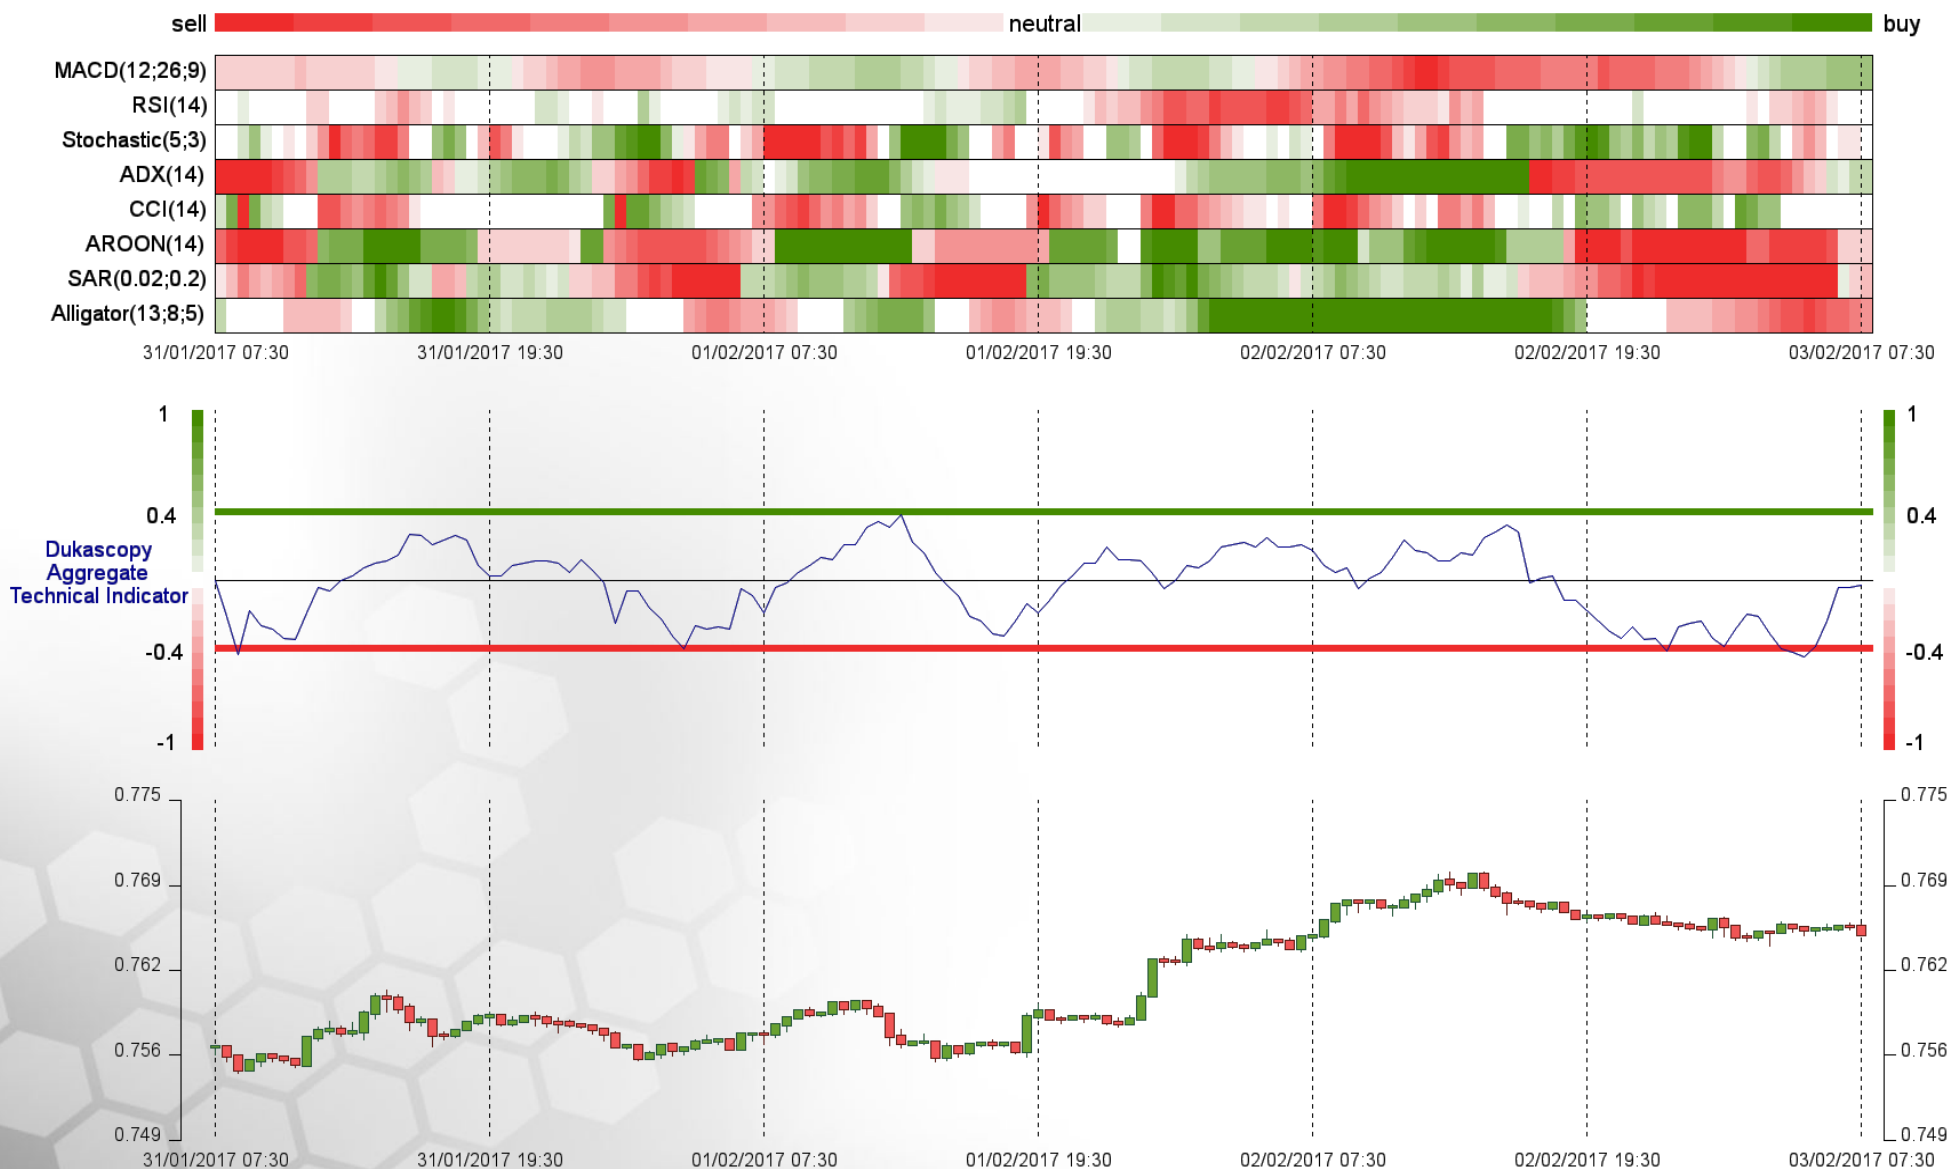 sell neutral buy
MACD(12;26;9)
RSI(14)
Stochastic(5;3)
ADX(14)
CCI(14)
AROON(14)
SAR(0.02;0.2)
Alligator(13;8;5)
31/01/2017 07:30 31/01/2017 19:30 01/02/2017 07:30 01/02/2017 19:30 02/02/2017 07:30 02/02/2017 19:30 03/02/2017 07:30
1 1
0.4 0.4
Dukascopy
Aggregate
Technical Indicator
-0.4 -0.4
-1 -1
0.775 0.775
0.769 0.769
0.762 0.762
0.756 0.756
0.749 0.749
31/01/2017 07:30 31/01/2017 19:30 01/02/2017 07:30 01/02/2017 19:30 02/02/2017 07:30 02/02/2017 19:30 03/02/2017 07:30